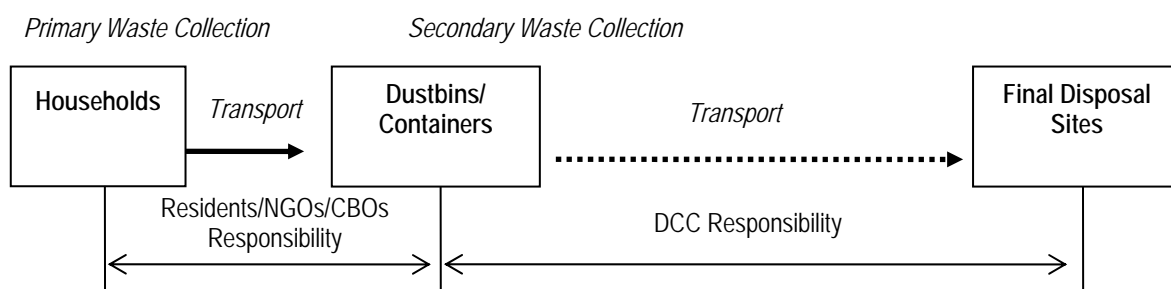 Primary Waste Collection
Secondary Waste Collection
Households
Transport
Dustbins/
Containers
Transport
Final Disposal
Sites
Residents/NGOs/CBOs
Responsibility
DCC Responsibility